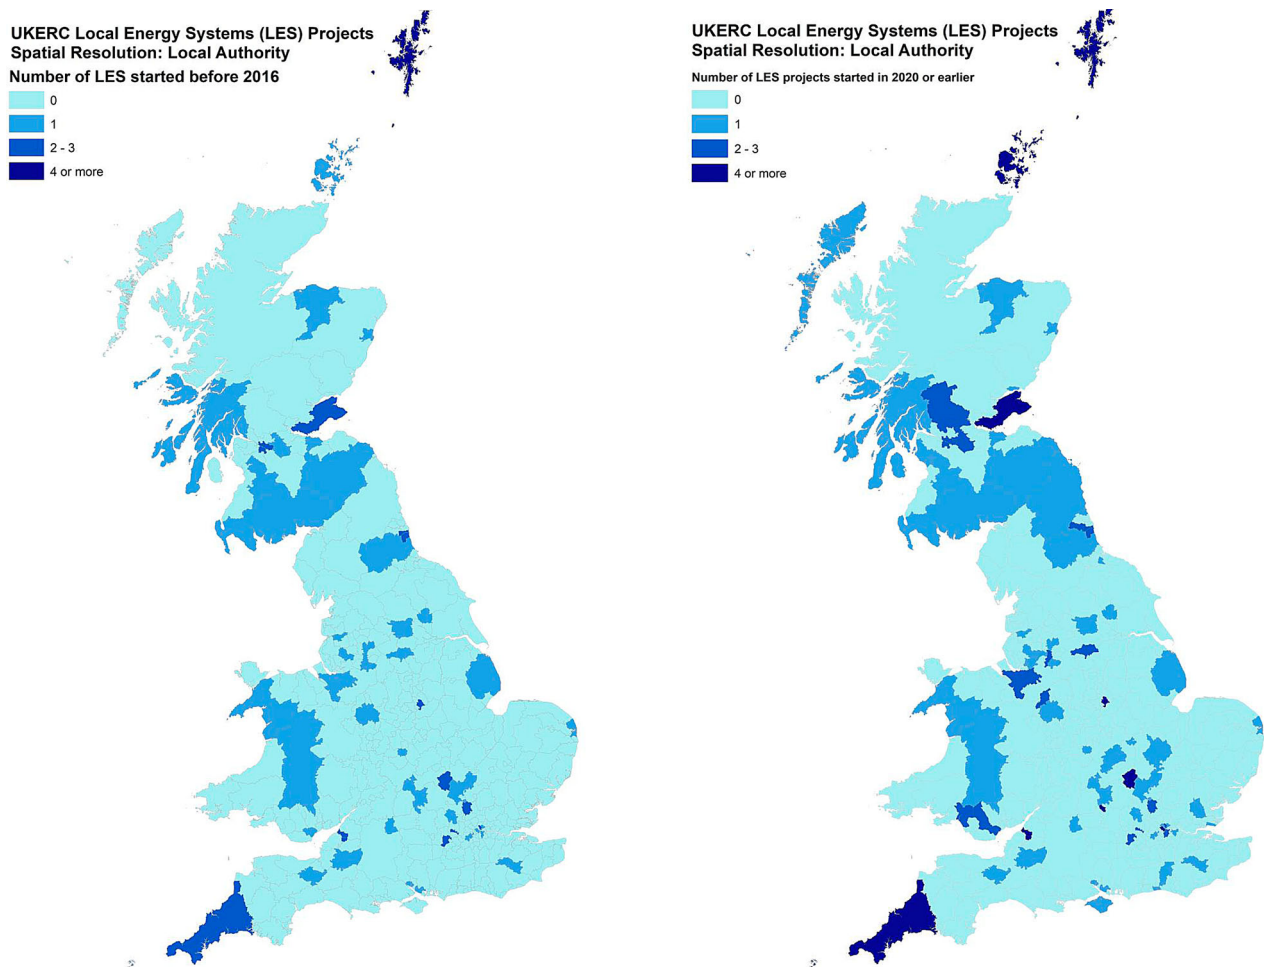 UKERC Local Energy Systems (LES) Projects
Spatial Resolution: Local Authority
Number of LES started before 2016
0
1
2 - 3
4 or more
UKERC Local Energy Systems (LES) Projects
Spatial Resolution: Local Authority
Number of LES projects started in 2020 or earlier
0
1
2 - 3
4 or more